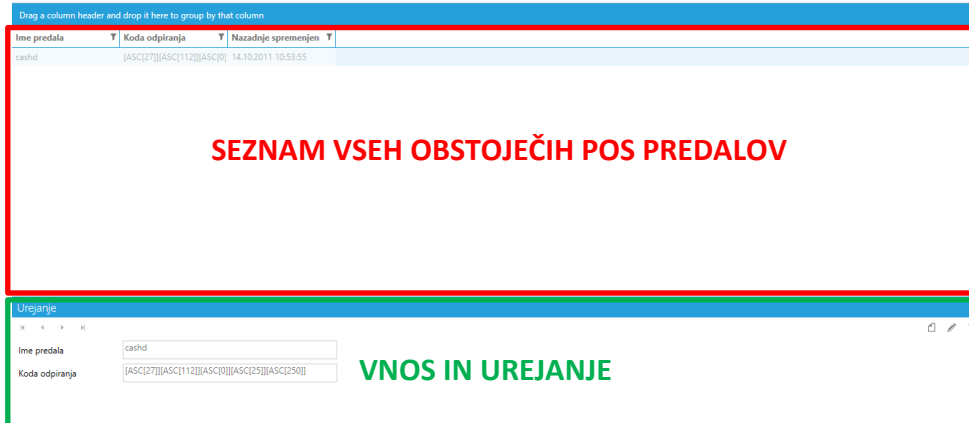 Drag a column header and drop it here to group by that column
Ime predala Koda odpiranja Nazadnje spremenjen
cashd [ASC[27]][ASC[112]][ASC[0] 14.10.2011 10:53:55
SEZNAM VSEH OBSTOJEČIH POS PREDALOV
Urejanje
Ime predala cashd
Koda odpiranja [ASC[27]][ASC[112]][ASC[0]][ASC[25]][ASC[250]]
VNOS IN UREJANJE